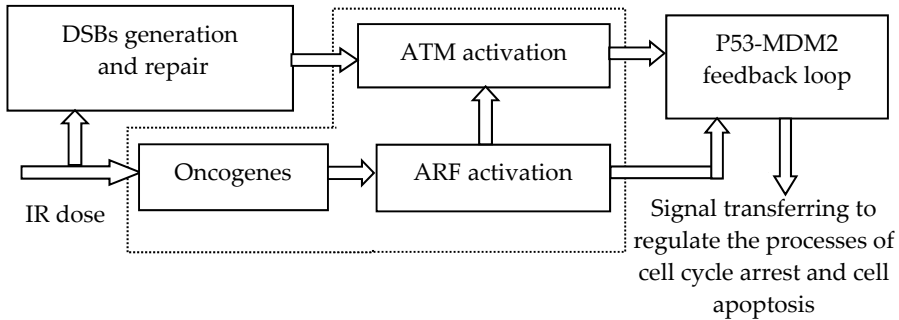 DSBs generation
and repair
ATM activation
P53-MDM2
feedback loop
Oncogenes
ARF activation
IR dose
Signal transferring to
regulate the processes of
cell cycle arrest and cell
apoptosis